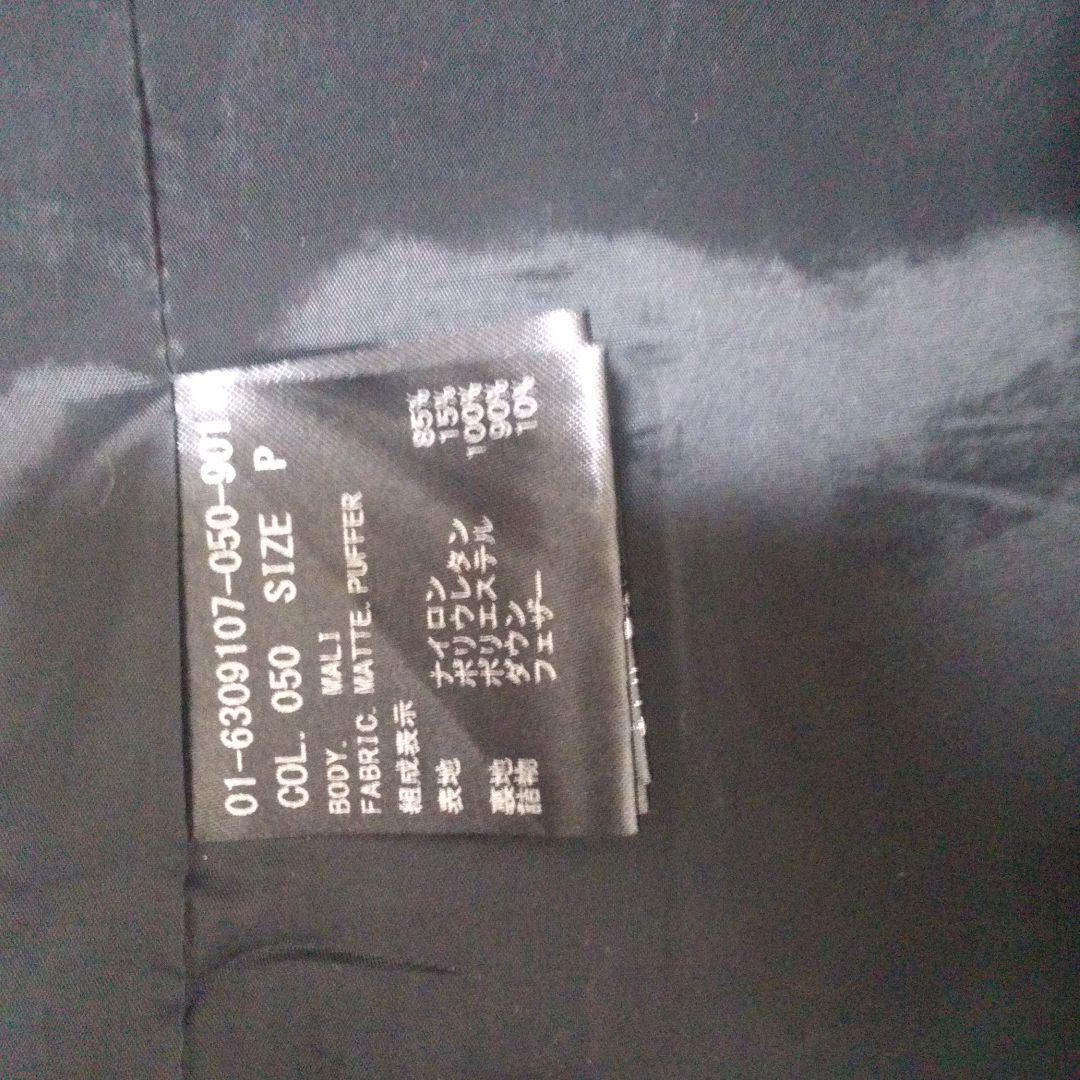 01-6309107-050-901
COL. 050 SIZE P
BODY. MALI
FABRIC. MATTE.PUFFER
組成表示
表地 ナイロン 85%
ポリウレタン 15%
裏地 ポリエステル 100%
詰物 ダウン 90%
フェザー 10%